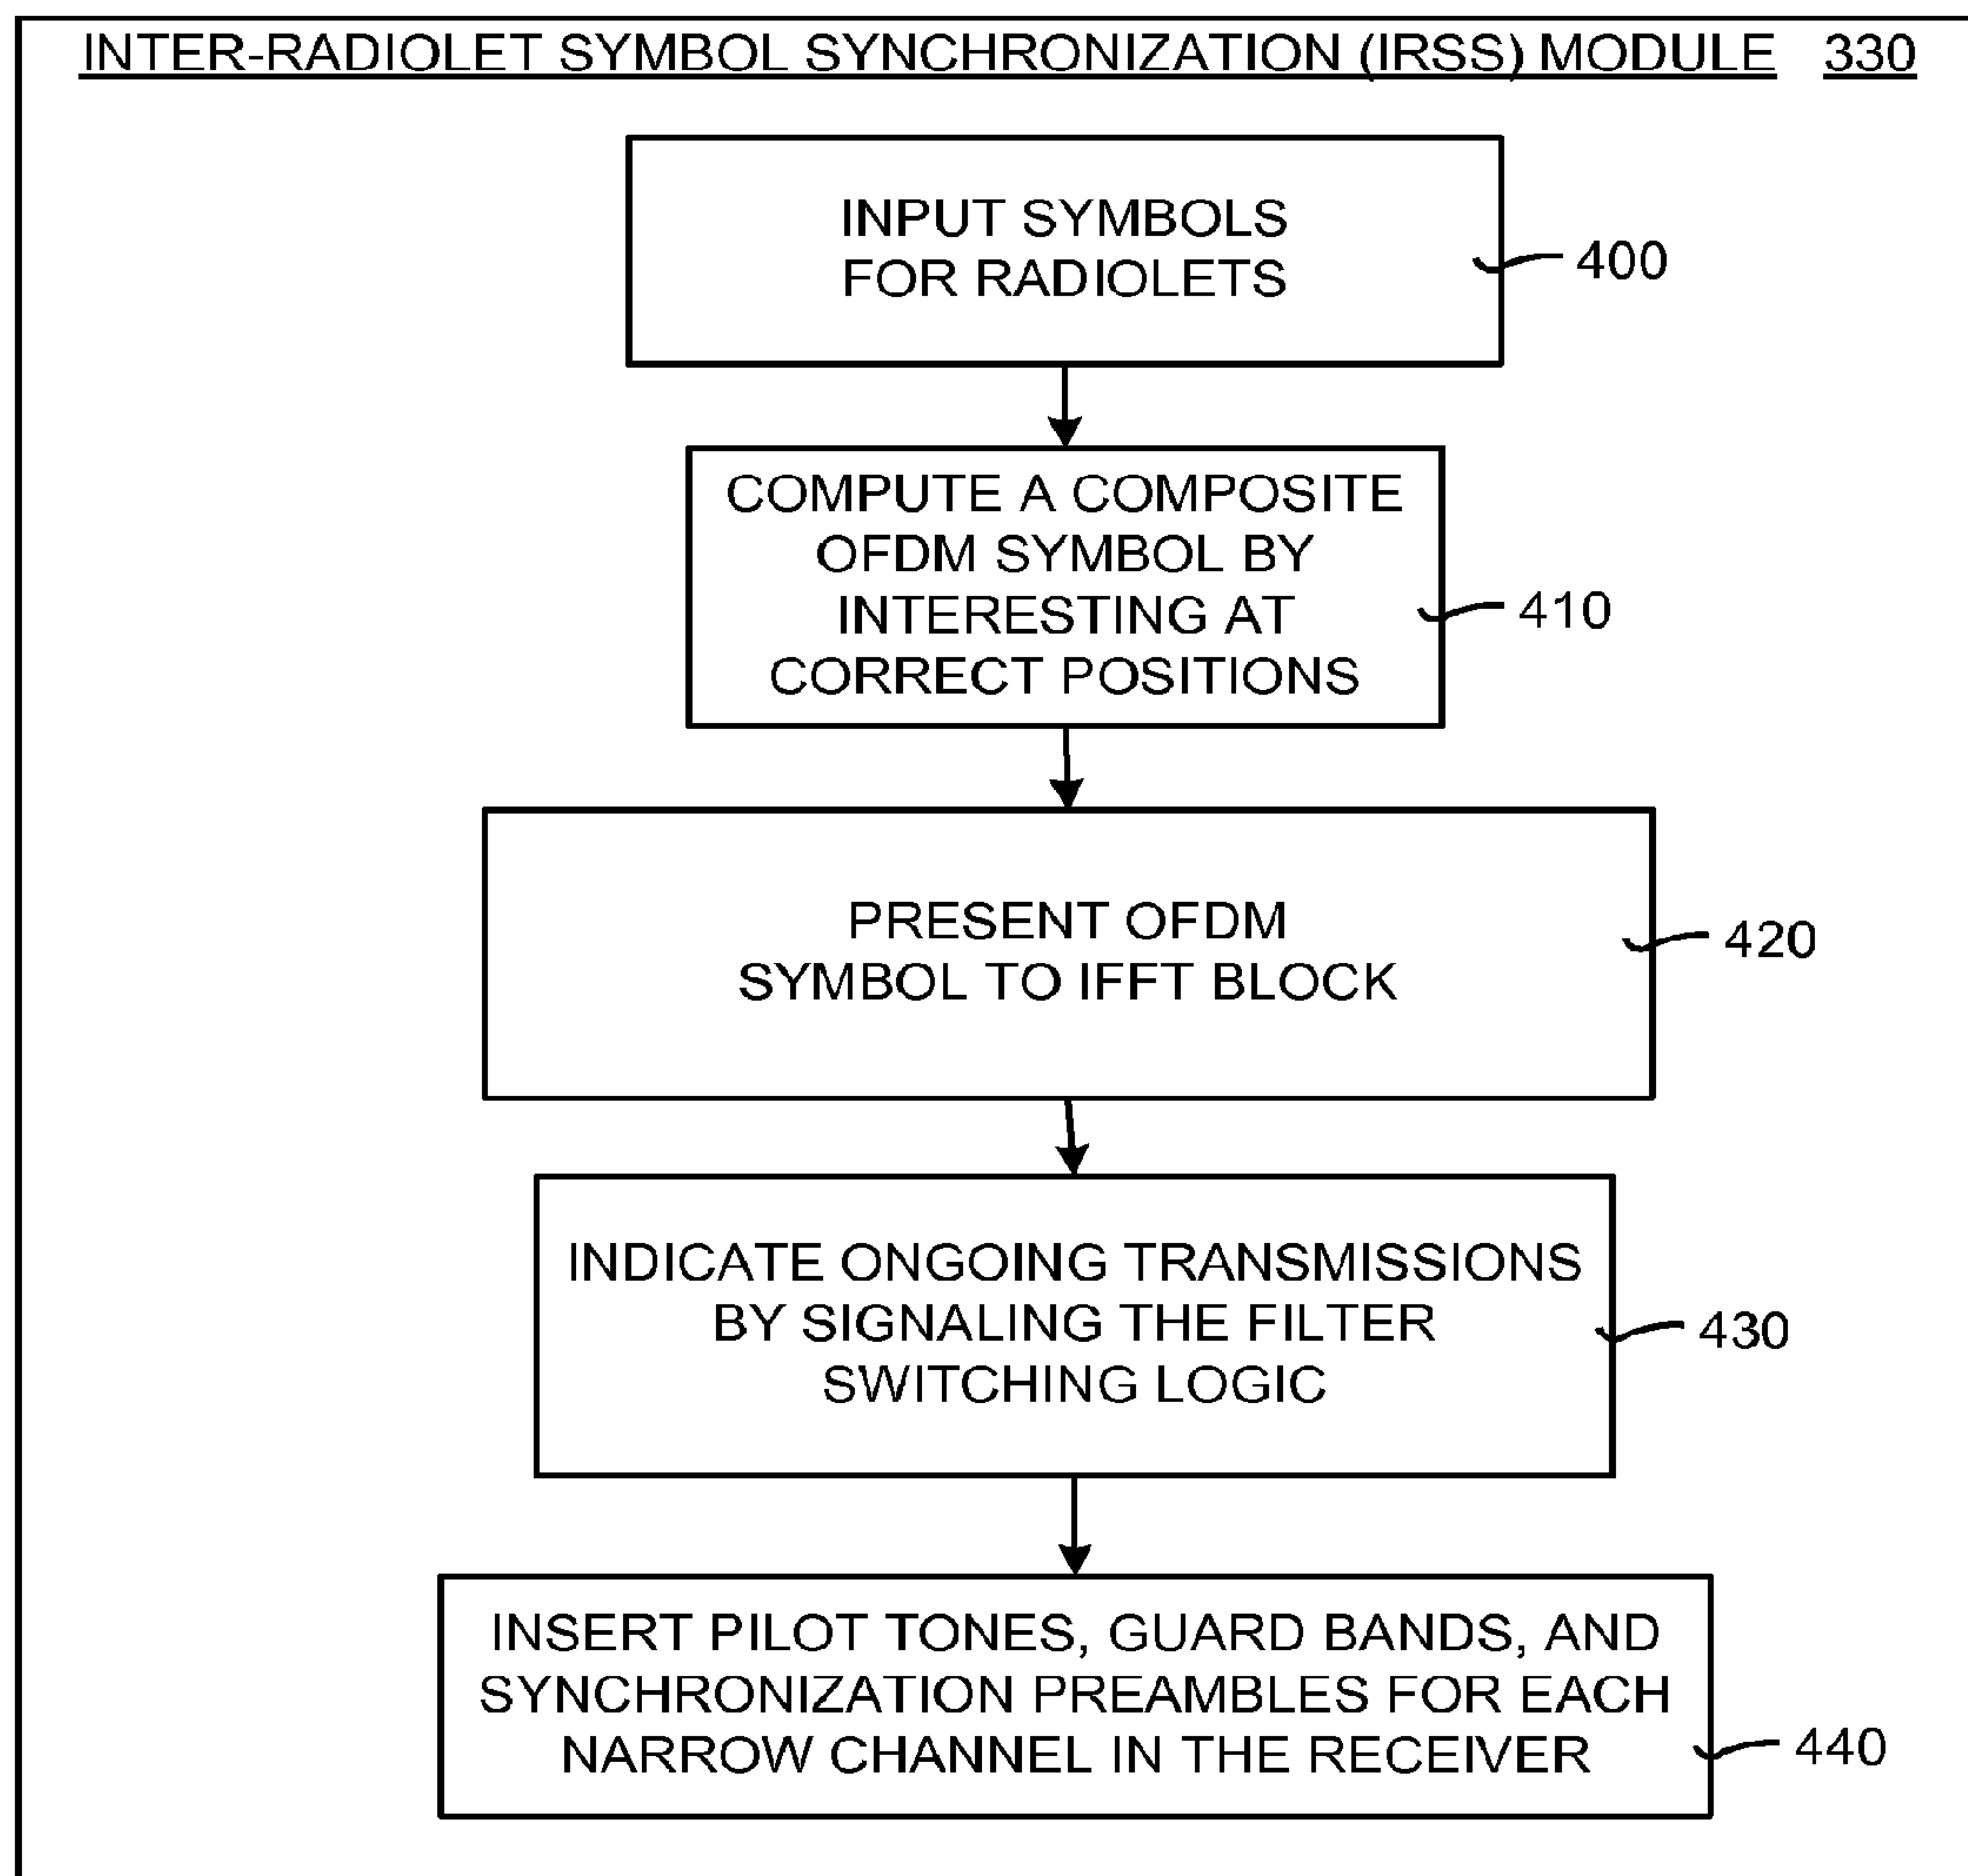 INTER-RADIOLET SYMBOL SYNCHRONIZATION (IRSS) MODULE 330
INPUT SYMBOLS
FOR RADIOLETS
400
COMPUTE A COMPOSITE
OFDM SYMBOL BY
INTERESTING AT
CORRECT POSITIONS
410
PRESENT OFDM
SYMBOL TO IFFT BLOCK
420
INDICATE ONGOING TRANSMISSIONS
BY SIGNALING THE FILTER
SWITCHING LOGIC
430
INSERT PILOT TONES, GUARD BANDS, AND
SYNCHRONIZATION PREAMBLES FOR EACH
NARROW CHANNEL IN THE RECEIVER
440